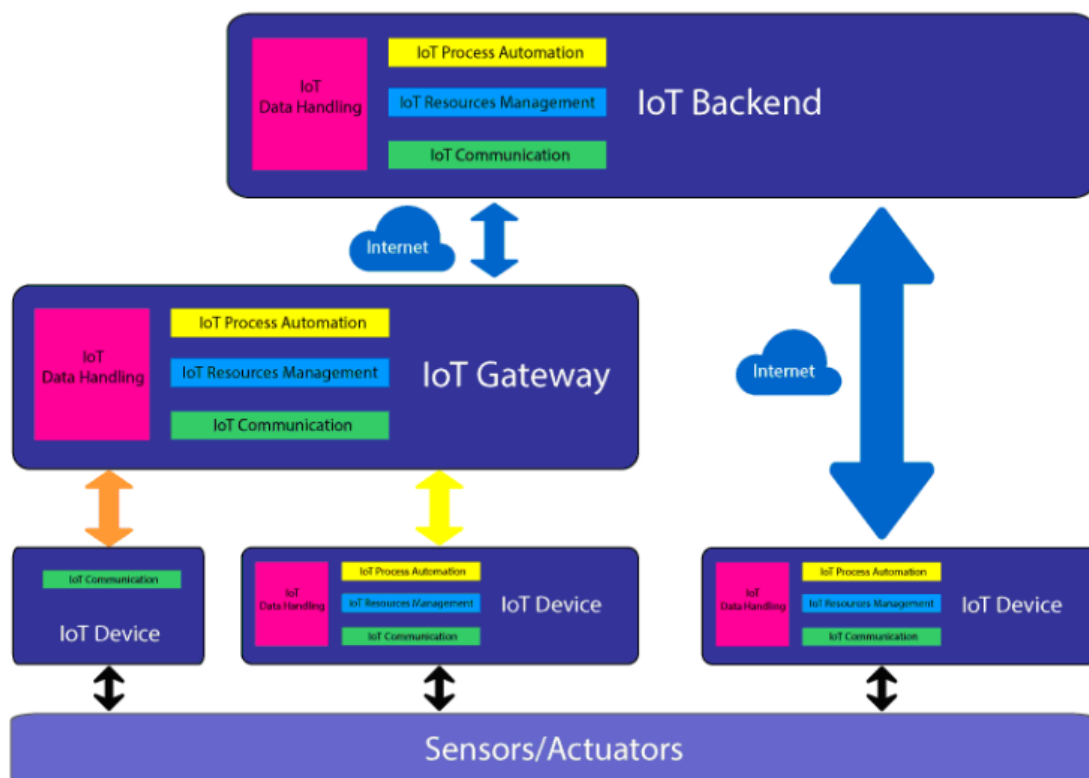 IoT
Data Handling
IoT Process Automation
IoT Resources Management
IoT Communication
IoT Backend
Internet
IoT
Data Handling
IoT Process Automation
IoT Resources Management
IoT Communication
IoT Gateway
Internet
IoT Communication
IoT Device
IoT
Data Handling
IoT Process Automation
IoT Resources Management
IoT Communication
IoT Device
IoT
Data Handling
IoT Process Automation
IoT Resources Management
IoT Communication
IoT Device
Sensors/Actuators